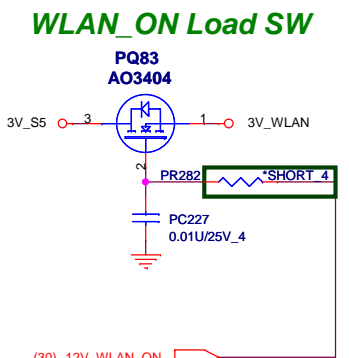 WLAN_ON Load SW
PQ83
AO3404
3V_S5
3
1
3V_WLAN
2
PR282
*SHORT_4
PC227
0.01U/25V_4